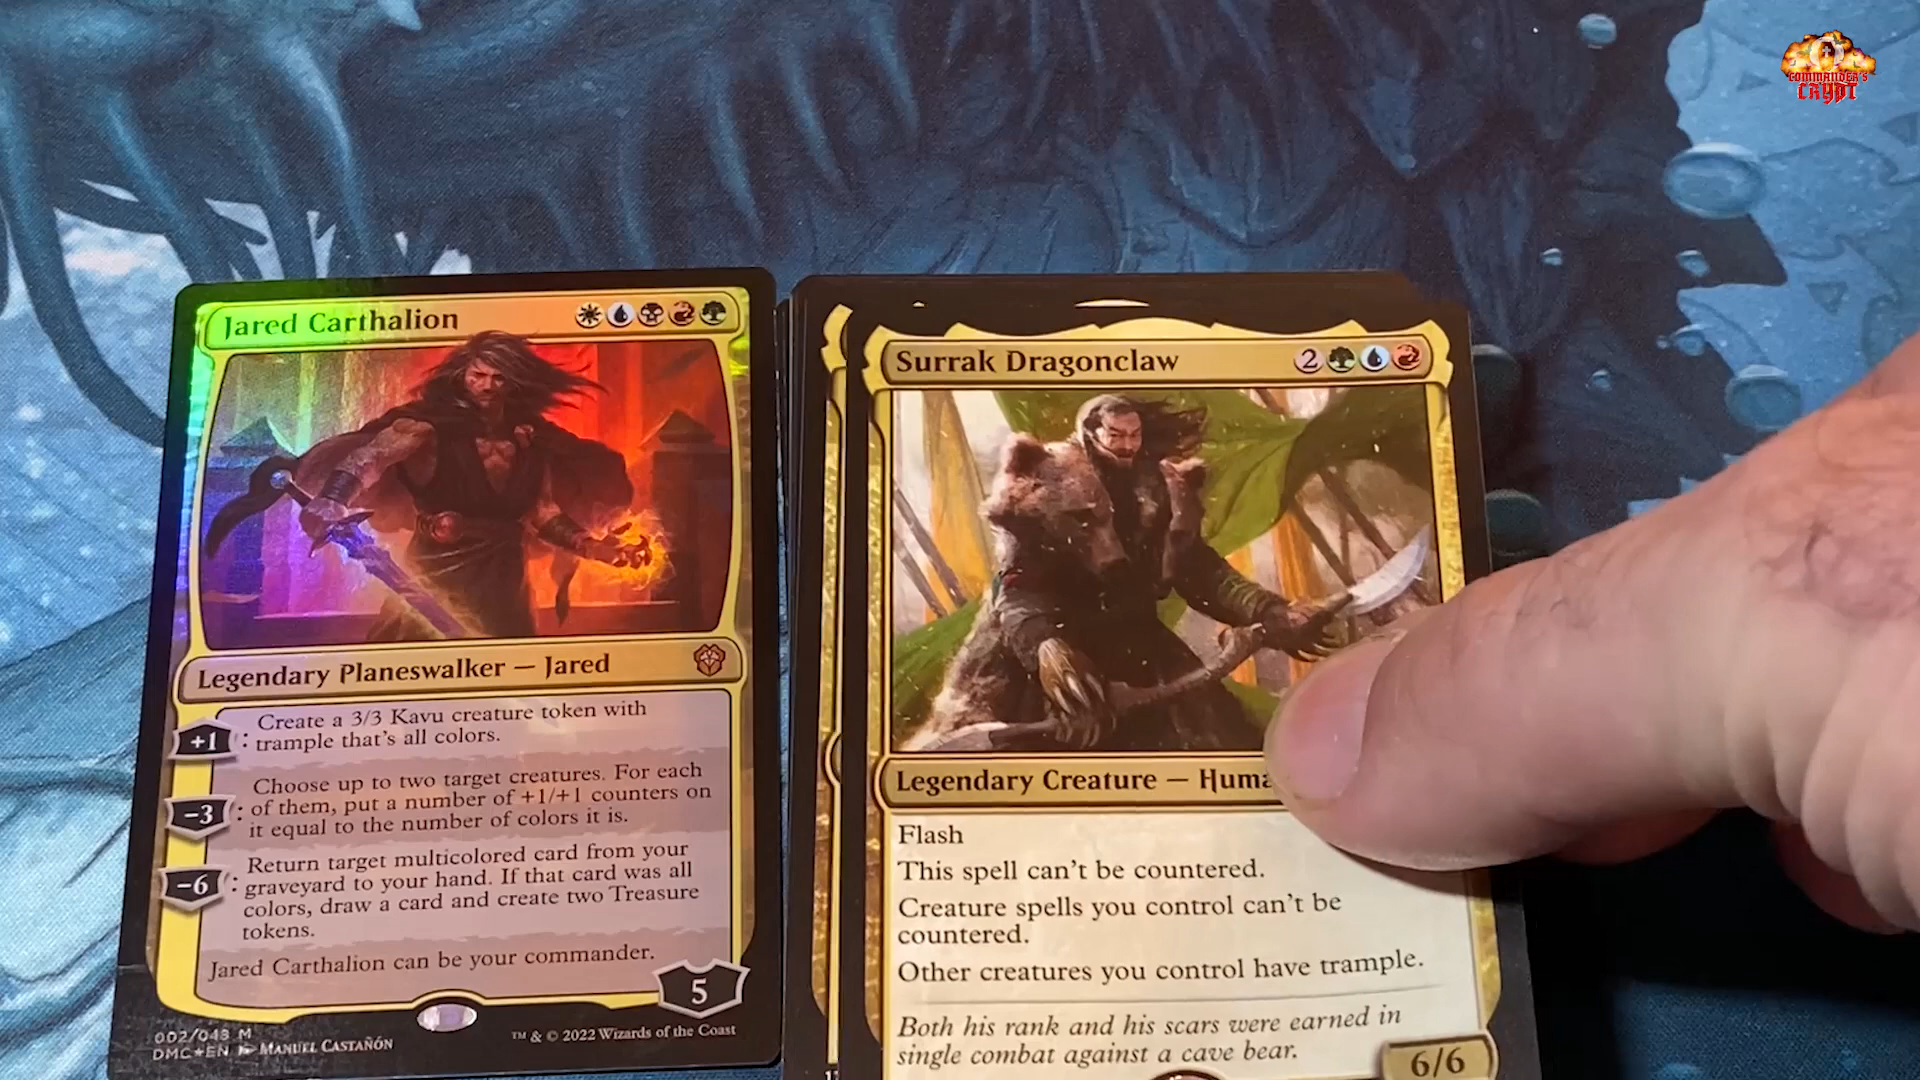 COMMANDER'S
CRYPT
Jared Carthalion
Legendary Planeswalker — Jared
+1 : Create a 3/3 Kavu creature token with
trample that's all colors.
−3 : Choose up to two target creatures. For each
of them, put a number of +1/+1 counters on
it equal to the number of colors it is.
−6 : Return target multicolored card from your
graveyard to your hand. If that card was all
colors, draw a card and create two Treasure
tokens.
Jared Carthalion can be your commander.
5
002/048 M
DMC★EN MANUEL CASTAÑÓN
™ & © 2022 Wizards of the Coast
Surrak Dragonclaw
2
Legendary Creature — Huma
Flash
This spell can't be countered.
Creature spells you control can't be
countered.
Other creatures you control have trample.
Both his rank and his scars were earned in
single combat against a cave bear.
6/6